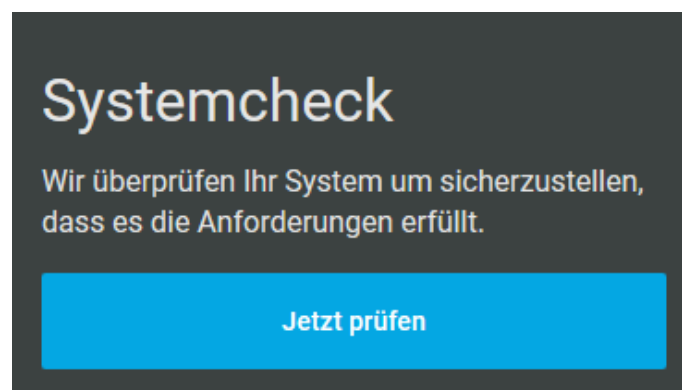 Systemcheck
Wir überprüfen Ihr System um sicherzustellen,
dass es die Anforderungen erfüllt.
Jetzt prüfen